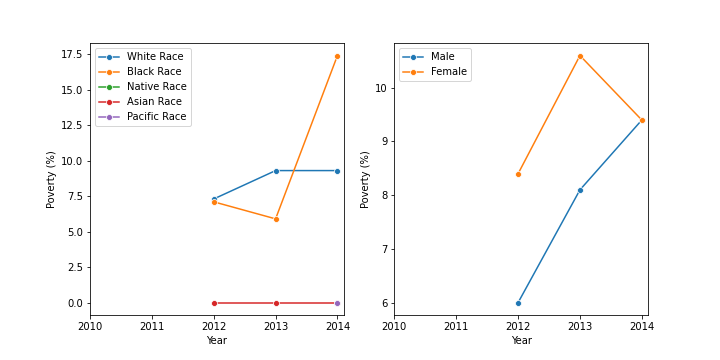 17.5
15.0
12.5
10.0
7.5
5.0
2.5
0.0
Poverty (%)
White Race
Black Race
Native Race
Asian Race
Pacific Race
2010 2011 2012 2013 2014
Year
10
9
8
7
6
Poverty (%)
Male
Female
2010 2011 2012 2013 2014
Year